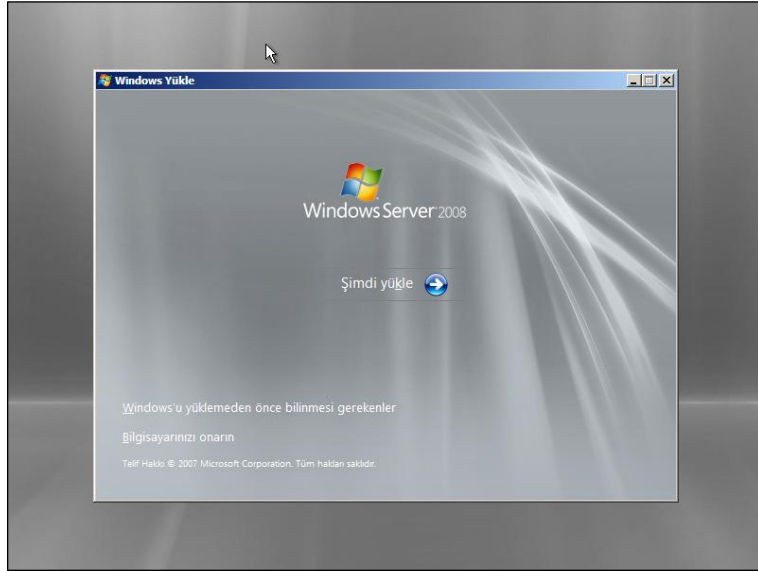 Windows Yükle
Windows Server 2008
Şimdi yükle
Windows'u yüklemeden önce bilinmesi gerekenler
Bilgisayarınızı onarın
Telif Hakkı © 2007 Microsoft Corporation. Tüm hakları saklıdır.